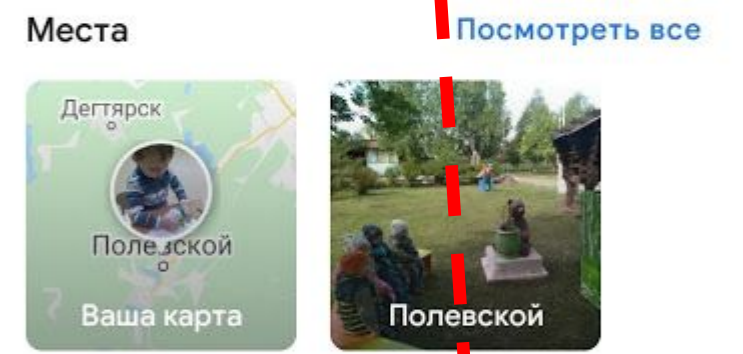 Места
Посмотреть все
Дегтярск
Полевской
Ваша карта
Полевской